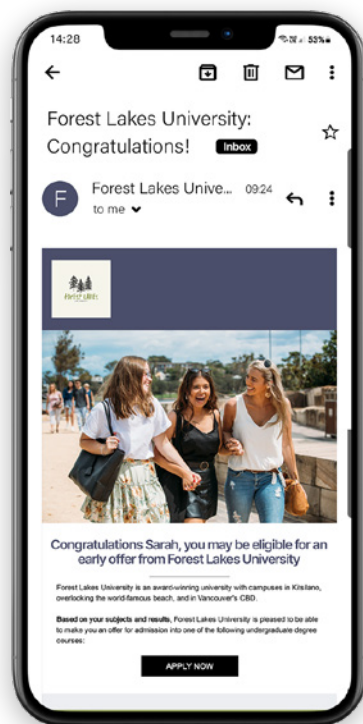 14:28
53%
Forest Lakes University:
Congratulations!
Inbox
F
Forest Lakes Unive...
09:24
to me
Forest Lakes
Congratulations Sarah, you may be eligible for an
early offer from Forest Lakes University
Forest Lakes University is an award-winning university with campuses in Kitsilano,
overlooking the world-famous beach, and in Vancouver's CBD.
Based on your subjects and results, Forest Lakes University is pleased to be able
to make you an offer for admission into one of the following undergraduate degree
courses:
APPLY NOW